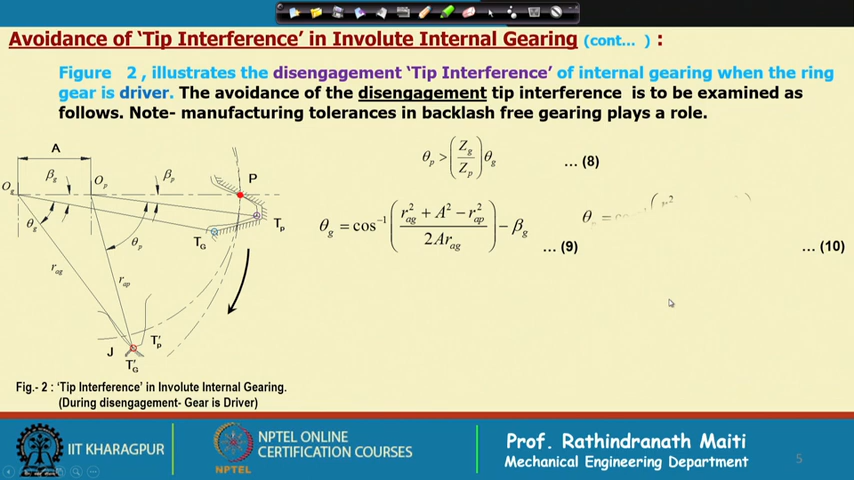 Avoidance of 'Tip Interference' in Involute Internal Gearing (cont... ) :
Figure 2 , illustrates the disengagement 'Tip Interference' of internal gearing when the ring
gear is driver. The avoidance of the disengagement tip interference is to be examined as
follows. Note- manufacturing tolerances in backlash free gearing plays a role.
A
β_g
β_p
P
O_g
O_p
T_p
T_G
θ_g
θ_p
r_ag
r_ap
J
T'_p
T'_G
θ_p > (Z_g / Z_p) θ_g ... (8)
θ_g = cos⁻¹ ((r²_ag + A² − r²_ap) / (2Ar_ag)) − β_g ... (9)
θ =
... (10)
Fig.- 2 : 'Tip Interference' in Involute Internal Gearing.
(During disengagement- Gear is Driver)
IIT KHARAGPUR
NPTEL
NPTEL ONLINE
CERTIFICATION COURSES
Prof. Rathindranath Maiti
Mechanical Engineering Department
5